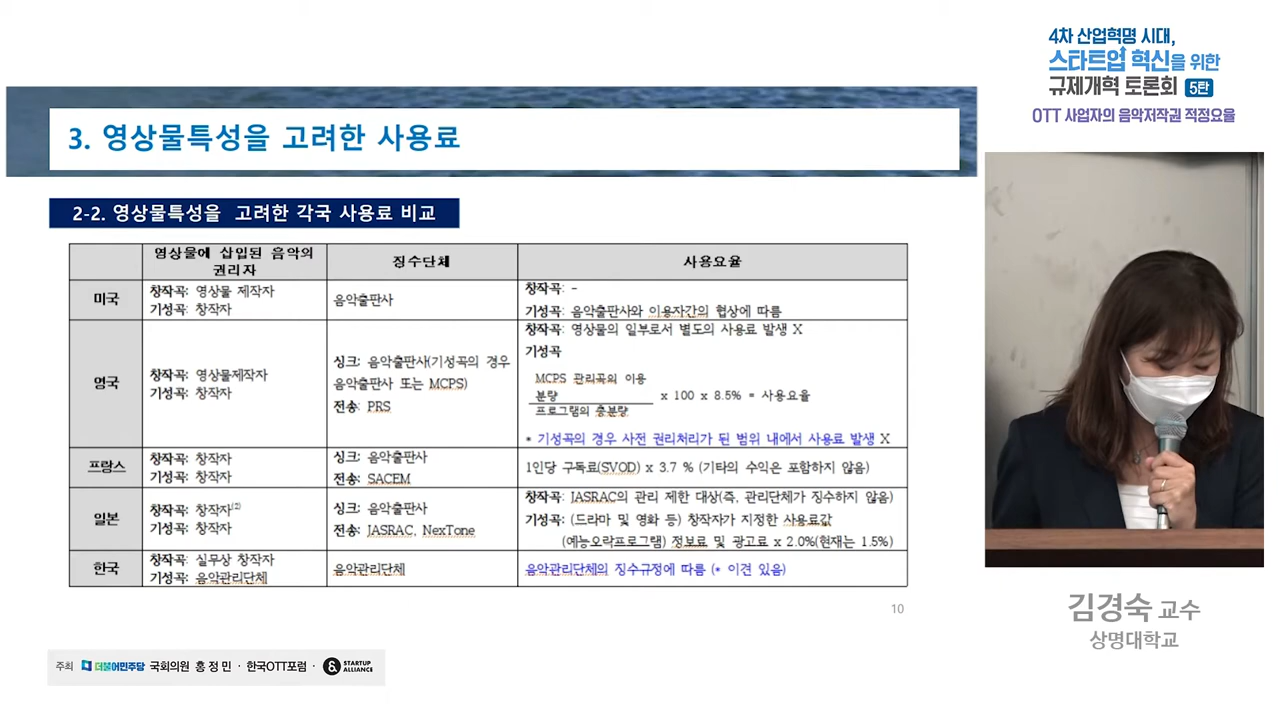 4차 산업혁명 시대,
스타트업 혁신을 위한
규제개혁 토론회 5탄
OTT 사업자의 음악저작권 적정요율
3. 영상물특성을 고려한 사용료
2-2. 영상물특성을 고려한 각국 사용료 비교
영상물에 삽입된 음악의
권리자
징수단체
사용요율
미국
창작곡: 영상물 제작자
기성곡: 창작자
음악출판사
창작곡: -
기성곡: 음악출판사와 이용자간의 협상에 따름
영국
창작곡: 영상물제작자
기성곡: 창작자
싱크: 음악출판사(기성곡의 경우
음악출판사 또는 MCPS)
전송: PRS
창작곡: 영상물의 일부로서 별도의 사용료 발생 X
기성곡
MCPS 관리곡의 이용
분량
프로그램의 총분량
x 100 x 8.5% = 사용요율
* 기성곡의 경우 사전 권리처리가 된 범위 내에서 사용료 발생 X
프랑스
창작곡: 창작자
기성곡: 창작자
싱크: 음악출판사
전송: SACEM
1인당 구독료(SVOD) x 3.7 % (기타의 수익은 포함하지 않음)
일본
창작곡: 창작자(2)
기성곡: 창작자
싱크: 음악출판사
전송: JASRAC, NexTone
창작곡: JASRAC의 관리 제한 대상(즉, 관리단체가 징수하지 않음)
기성곡: (드라마 및 영화 등) 창작자가 지정한 사용료값
(예능오락프로그램) 정보료 및 광고료 x 2.0%(현재는 1.5%)
한국
창작곡: 실무상 창작자
기성곡: 음악관리단체
음악관리단체
음악관리단체의 징수규정에 따름 (* 이견 있음)
10
김경숙 교수
상명대학교
주최 더불어민주당 국회의원 홍정민 · 한국OTT포럼 · STARTUP
ALLIANCE